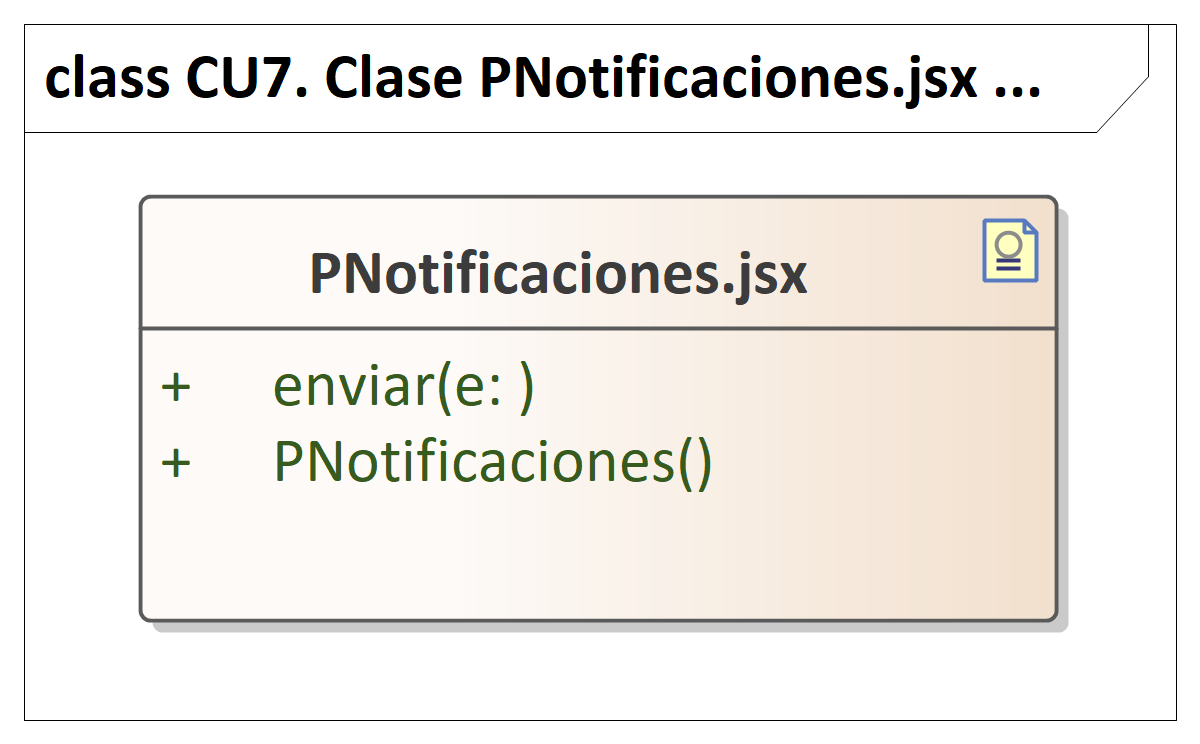 class CU7. Clase PNotificaciones.jsx ...
PNotificaciones.jsx
+ enviar(e: )
+ PNotificaciones()